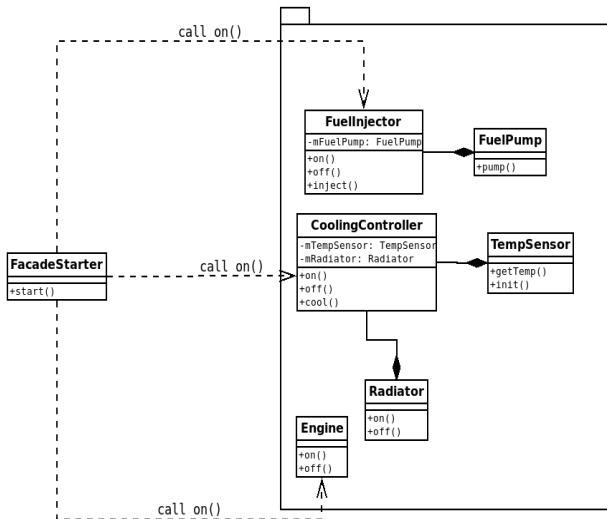 call on()
FuelInjector
-mFuelPump: FuelPump
+on()
+off()
+inject()
FuelPump
+pump()
CoolingController
-mTempSensor: TempSensor
-mRadiator: Radiator
+on()
+off()
+cool()
TempSensor
+getTemp()
+init()
FacadeStarter
+start()
call on()
Radiator
+on()
+off()
Engine
+on()
+off()
call on()